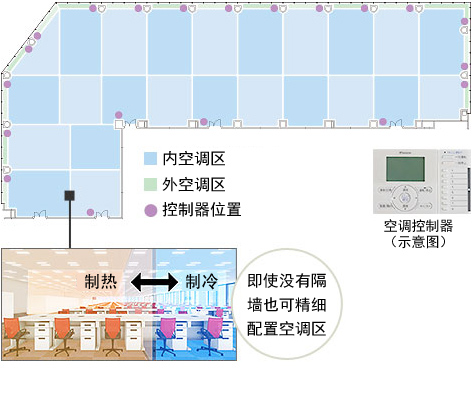 内空调区
外空调区
控制器位置
空调控制器
（示意图）
制热
制冷
即使没有隔
墙也可精细
配置空调区